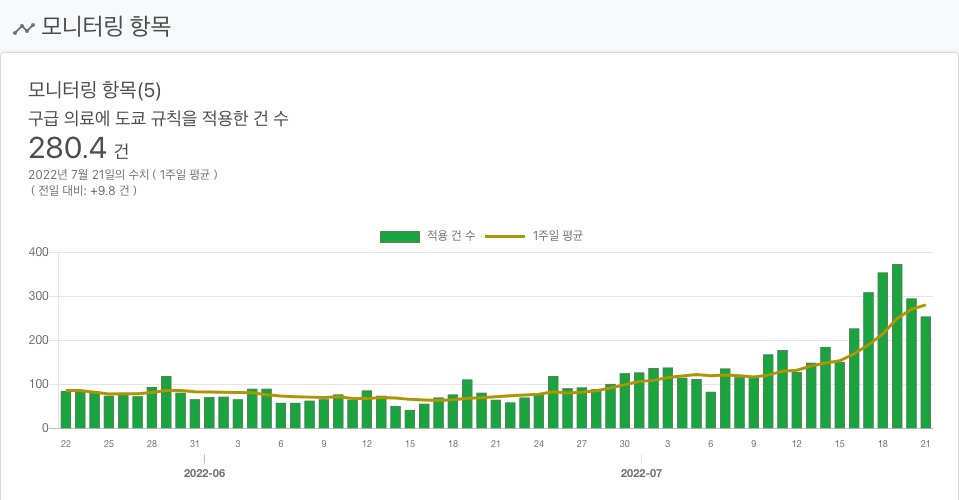 모니터링 항목
모니터링 항목(5)
구급 의료에 도쿄 규칙을 적용한 건 수
280.4 건
2022년 7월 21일의 수치 ( 1주일 평균 )
( 전일 대비: +9.8 건 )
적용 건 수 1주일 평균
400
300
200
100
0
22 25 28 31 3 6 9 12 15 18 21 24 27 30 3 6 9 12 15 18 21
2022-06 2022-07